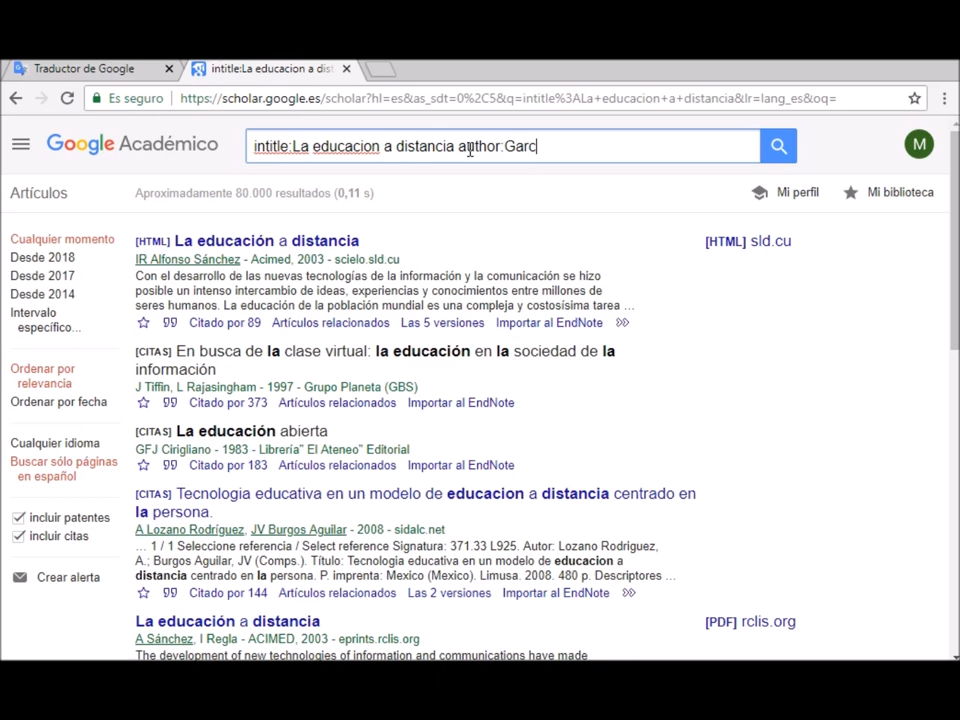 Traductor de Google
intitle:La educacion a dist
Es seguro https://scholar.google.es/scholar?hl=es&as_sdt=0%2C5&q=intitle%3ALa+educacion+a+distancia&lr=lang_es&oq=
Google Académico
intitle:La educacion a distancia author:Garc
M
Artículos
Aproximadamente 80.000 resultados (0,11 s)
Mi perfil
Mi biblioteca
Cualquier momento
Desde 2018
Desde 2017
Desde 2014
Intervalo
específico...
Ordenar por
relevancia
Ordenar por fecha
Cualquier idioma
Buscar sólo páginas
en español
incluir patentes
incluir citas
Crear alerta
[HTML] La educación a distancia
IR Alfonso Sánchez - Acimed, 2003 - scielo.sld.cu
Con el desarrollo de las nuevas tecnologías de la información y la comunicación se hizo
posible un intenso intercambio de ideas, experiencias y conocimientos entre millones de
seres humanos. La educación de la población mundial es una compleja y costosísima tarea ...
Citado por 89 Artículos relacionados Las 5 versiones Importar al EndNote
[HTML] sld.cu
[CITAS] En busca de la clase virtual: la educación en la sociedad de la
información
J Tiffin, L Rajasingham - 1997 - Grupo Planeta (GBS)
Citado por 373 Artículos relacionados Importar al EndNote
[CITAS] La educación abierta
GFJ Cirigliano - 1983 - Librería" El Ateneo" Editorial
Citado por 183 Artículos relacionados Importar al EndNote
[CITAS] Tecnologia educativa en un modelo de educacion a distancia centrado en
la persona.
A Lozano Rodríguez, JV Burgos Aguilar - 2008 - sidalc.net
... 1 / 1 Seleccione referencia / Select reference Signatura: 371.33 L925. Autor: Lozano Rodriguez,
A.; Burgos Aguilar, JV (Comps.). Título: Tecnologia educativa en un modelo de educacion a
distancia centrado en la persona. P. imprenta: Mexico (Mexico). Limusa. 2008. 480 p. Descriptores ...
Citado por 144 Artículos relacionados Las 2 versiones Importar al EndNote
La educación a distancia
A Sánchez, I Regla - ACIMED, 2003 - eprints.rclis.org
The development of new technologies of information and communications have made
[PDF] rclis.org